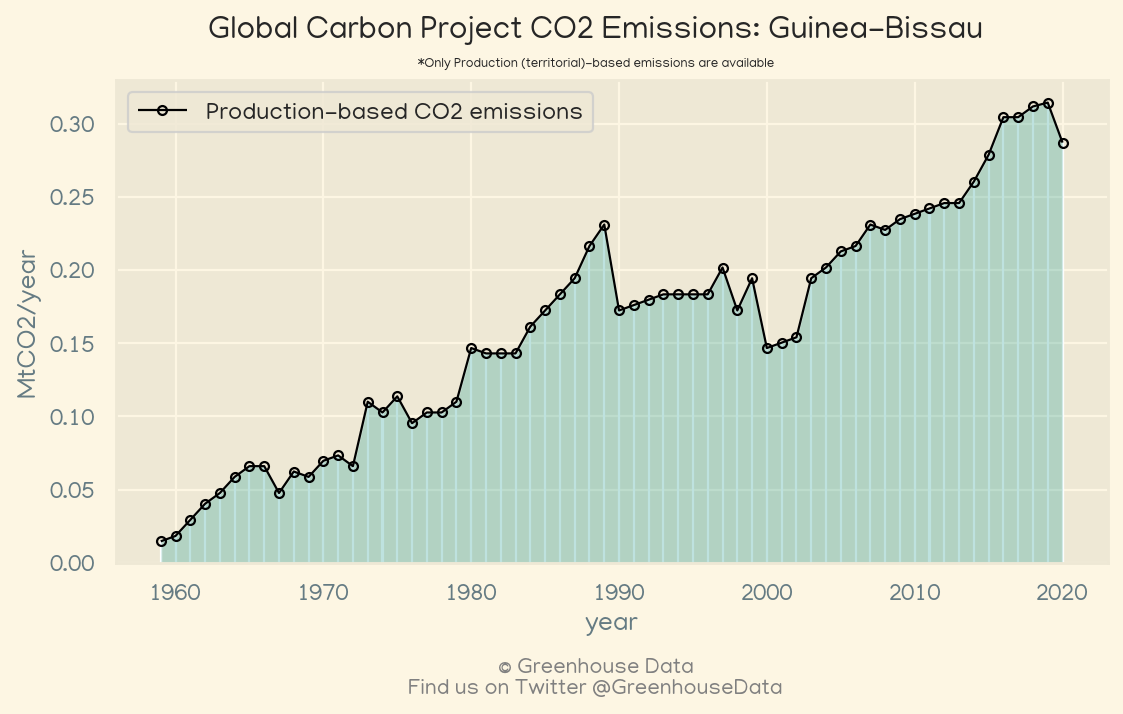 Global Carbon Project CO2 Emissions: Guinea-Bissau
*Only Production (territorial)-based emissions are available
Production-based CO2 emissions
0.30
0.25
0.20
0.15
0.10
0.05
0.00
MtCO2/year
1960 1970 1980 1990 2000 2010 2020
year
© Greenhouse Data
Find us on Twitter @GreenhouseData